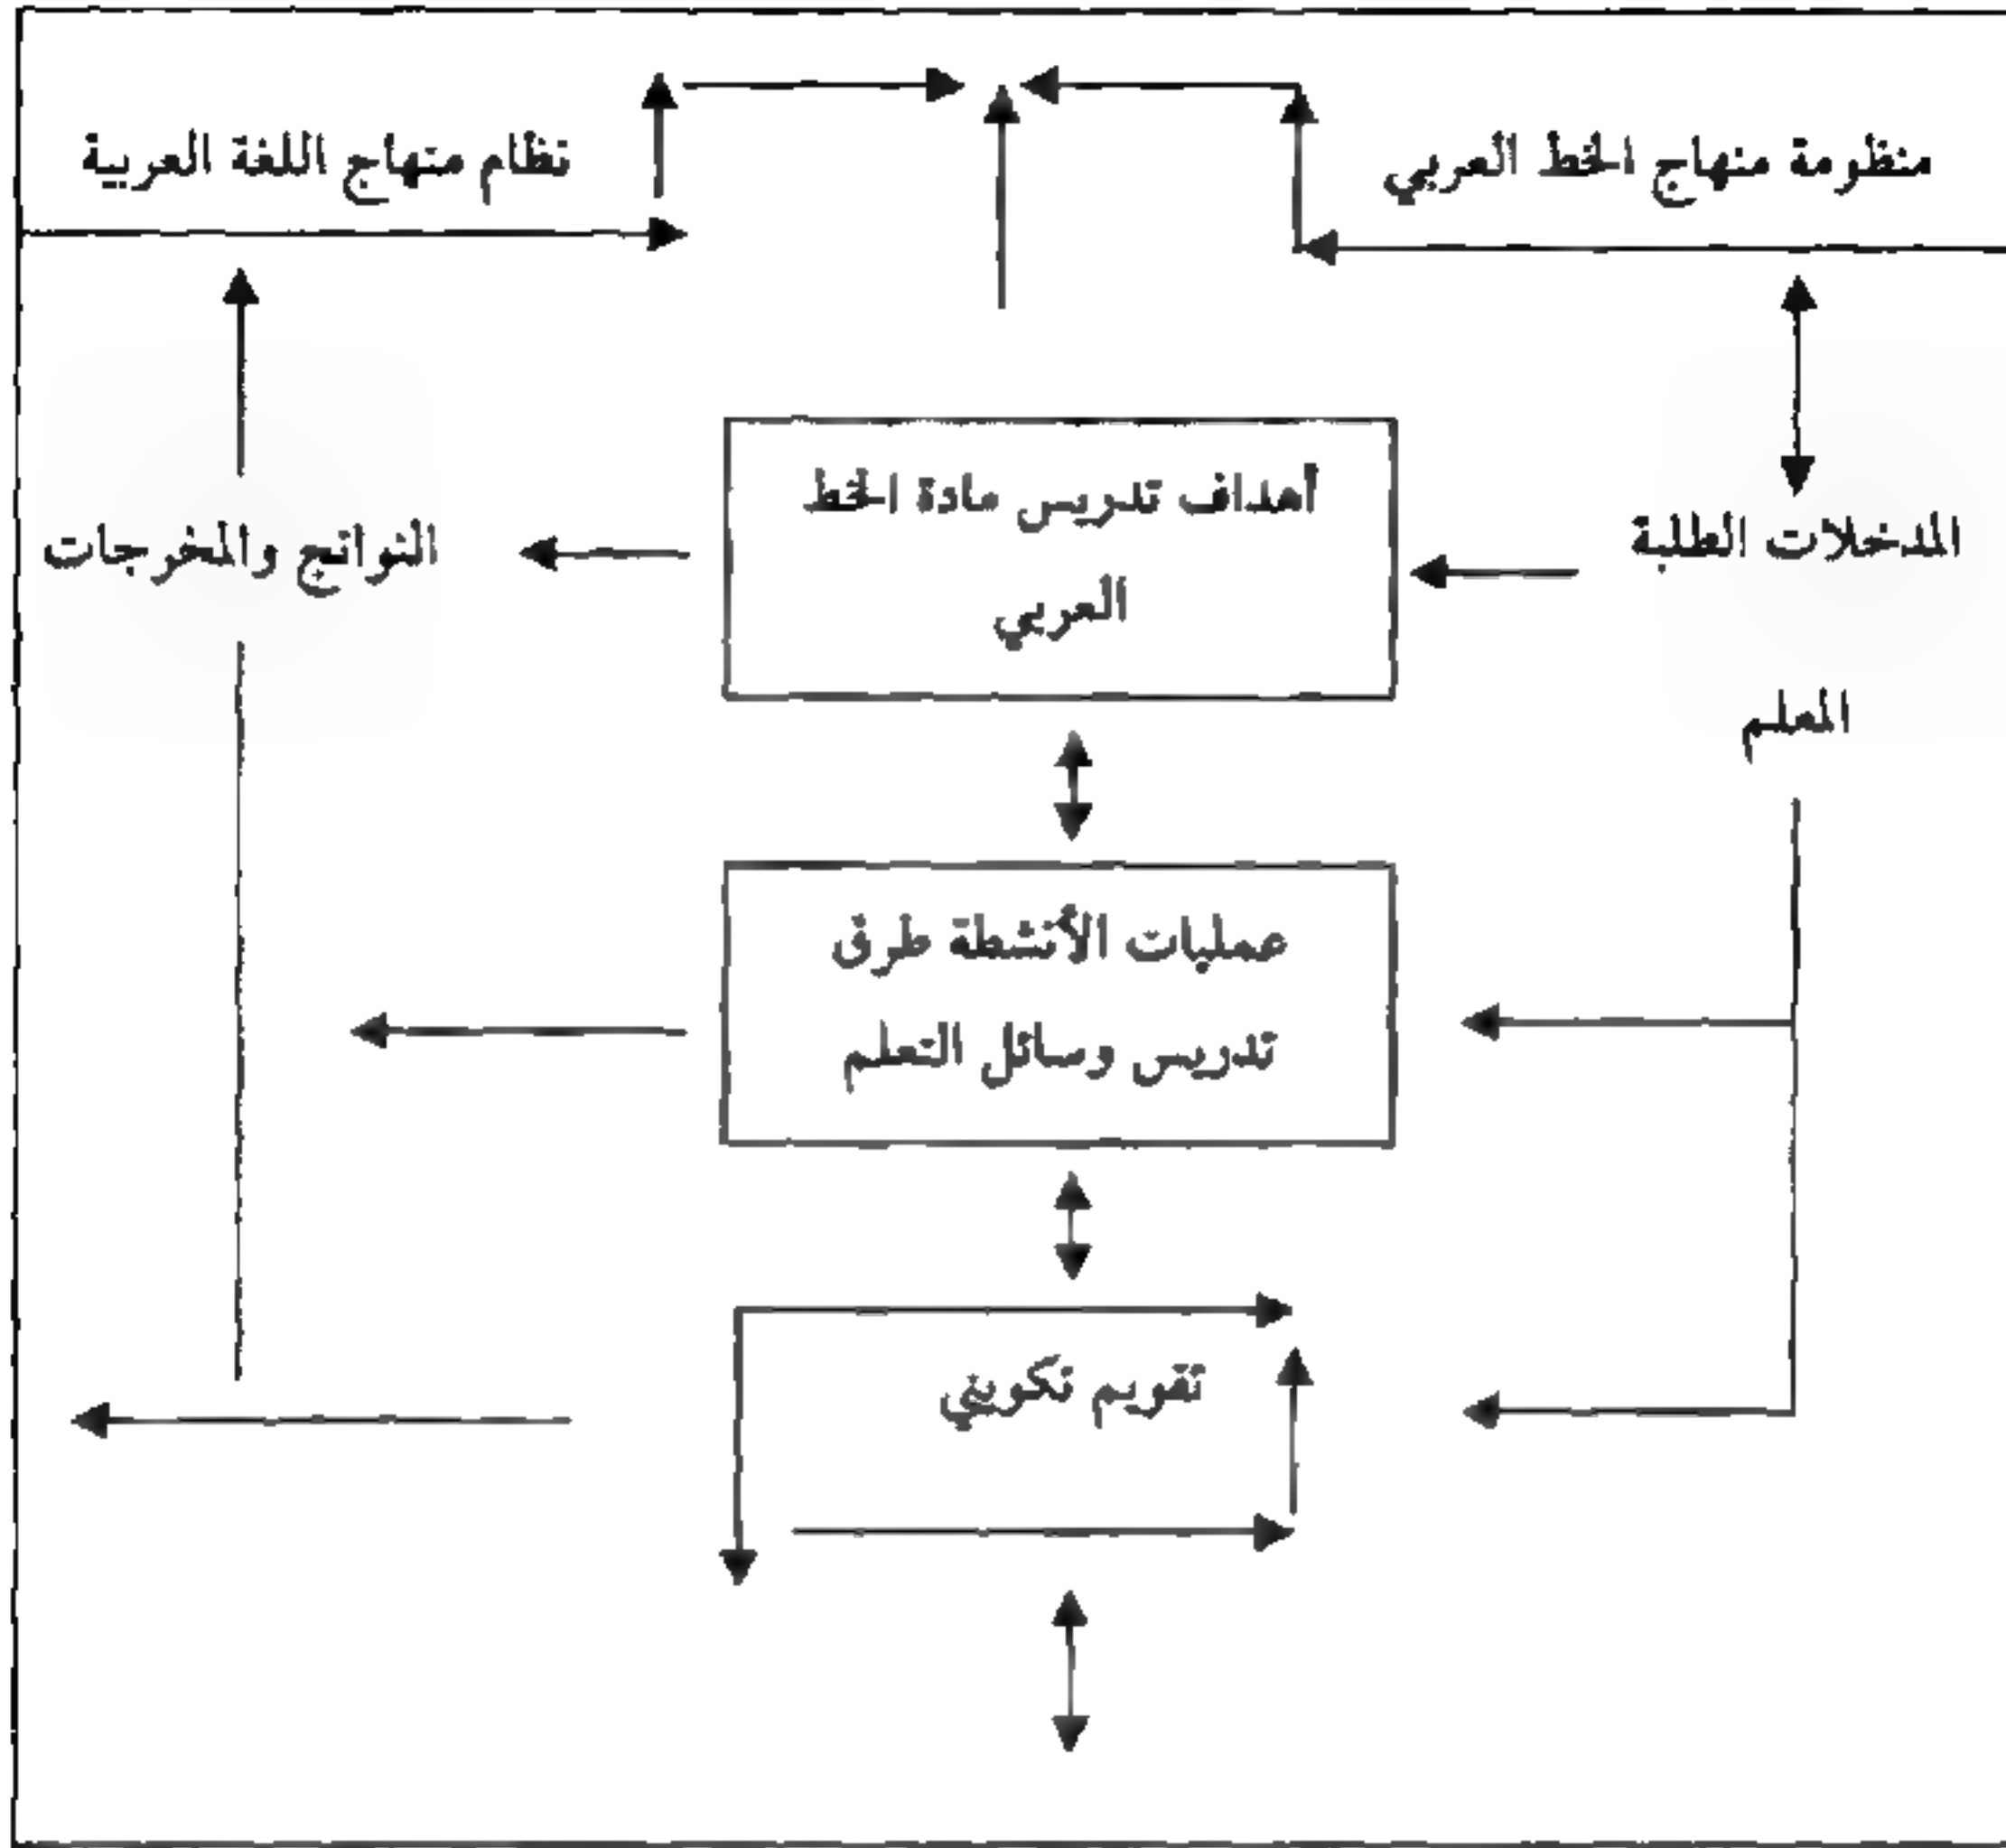 منظومة منهاج الخط العربي
نظام منهاج اللغة العربية
أهداف تدريس مادة الخط
العربي
المدخلات الطلبة
النواتج والمخرجات
المعلم
عمليات الأنشطة طرق
تدريس وسائل التعلم
تقويم تكويني